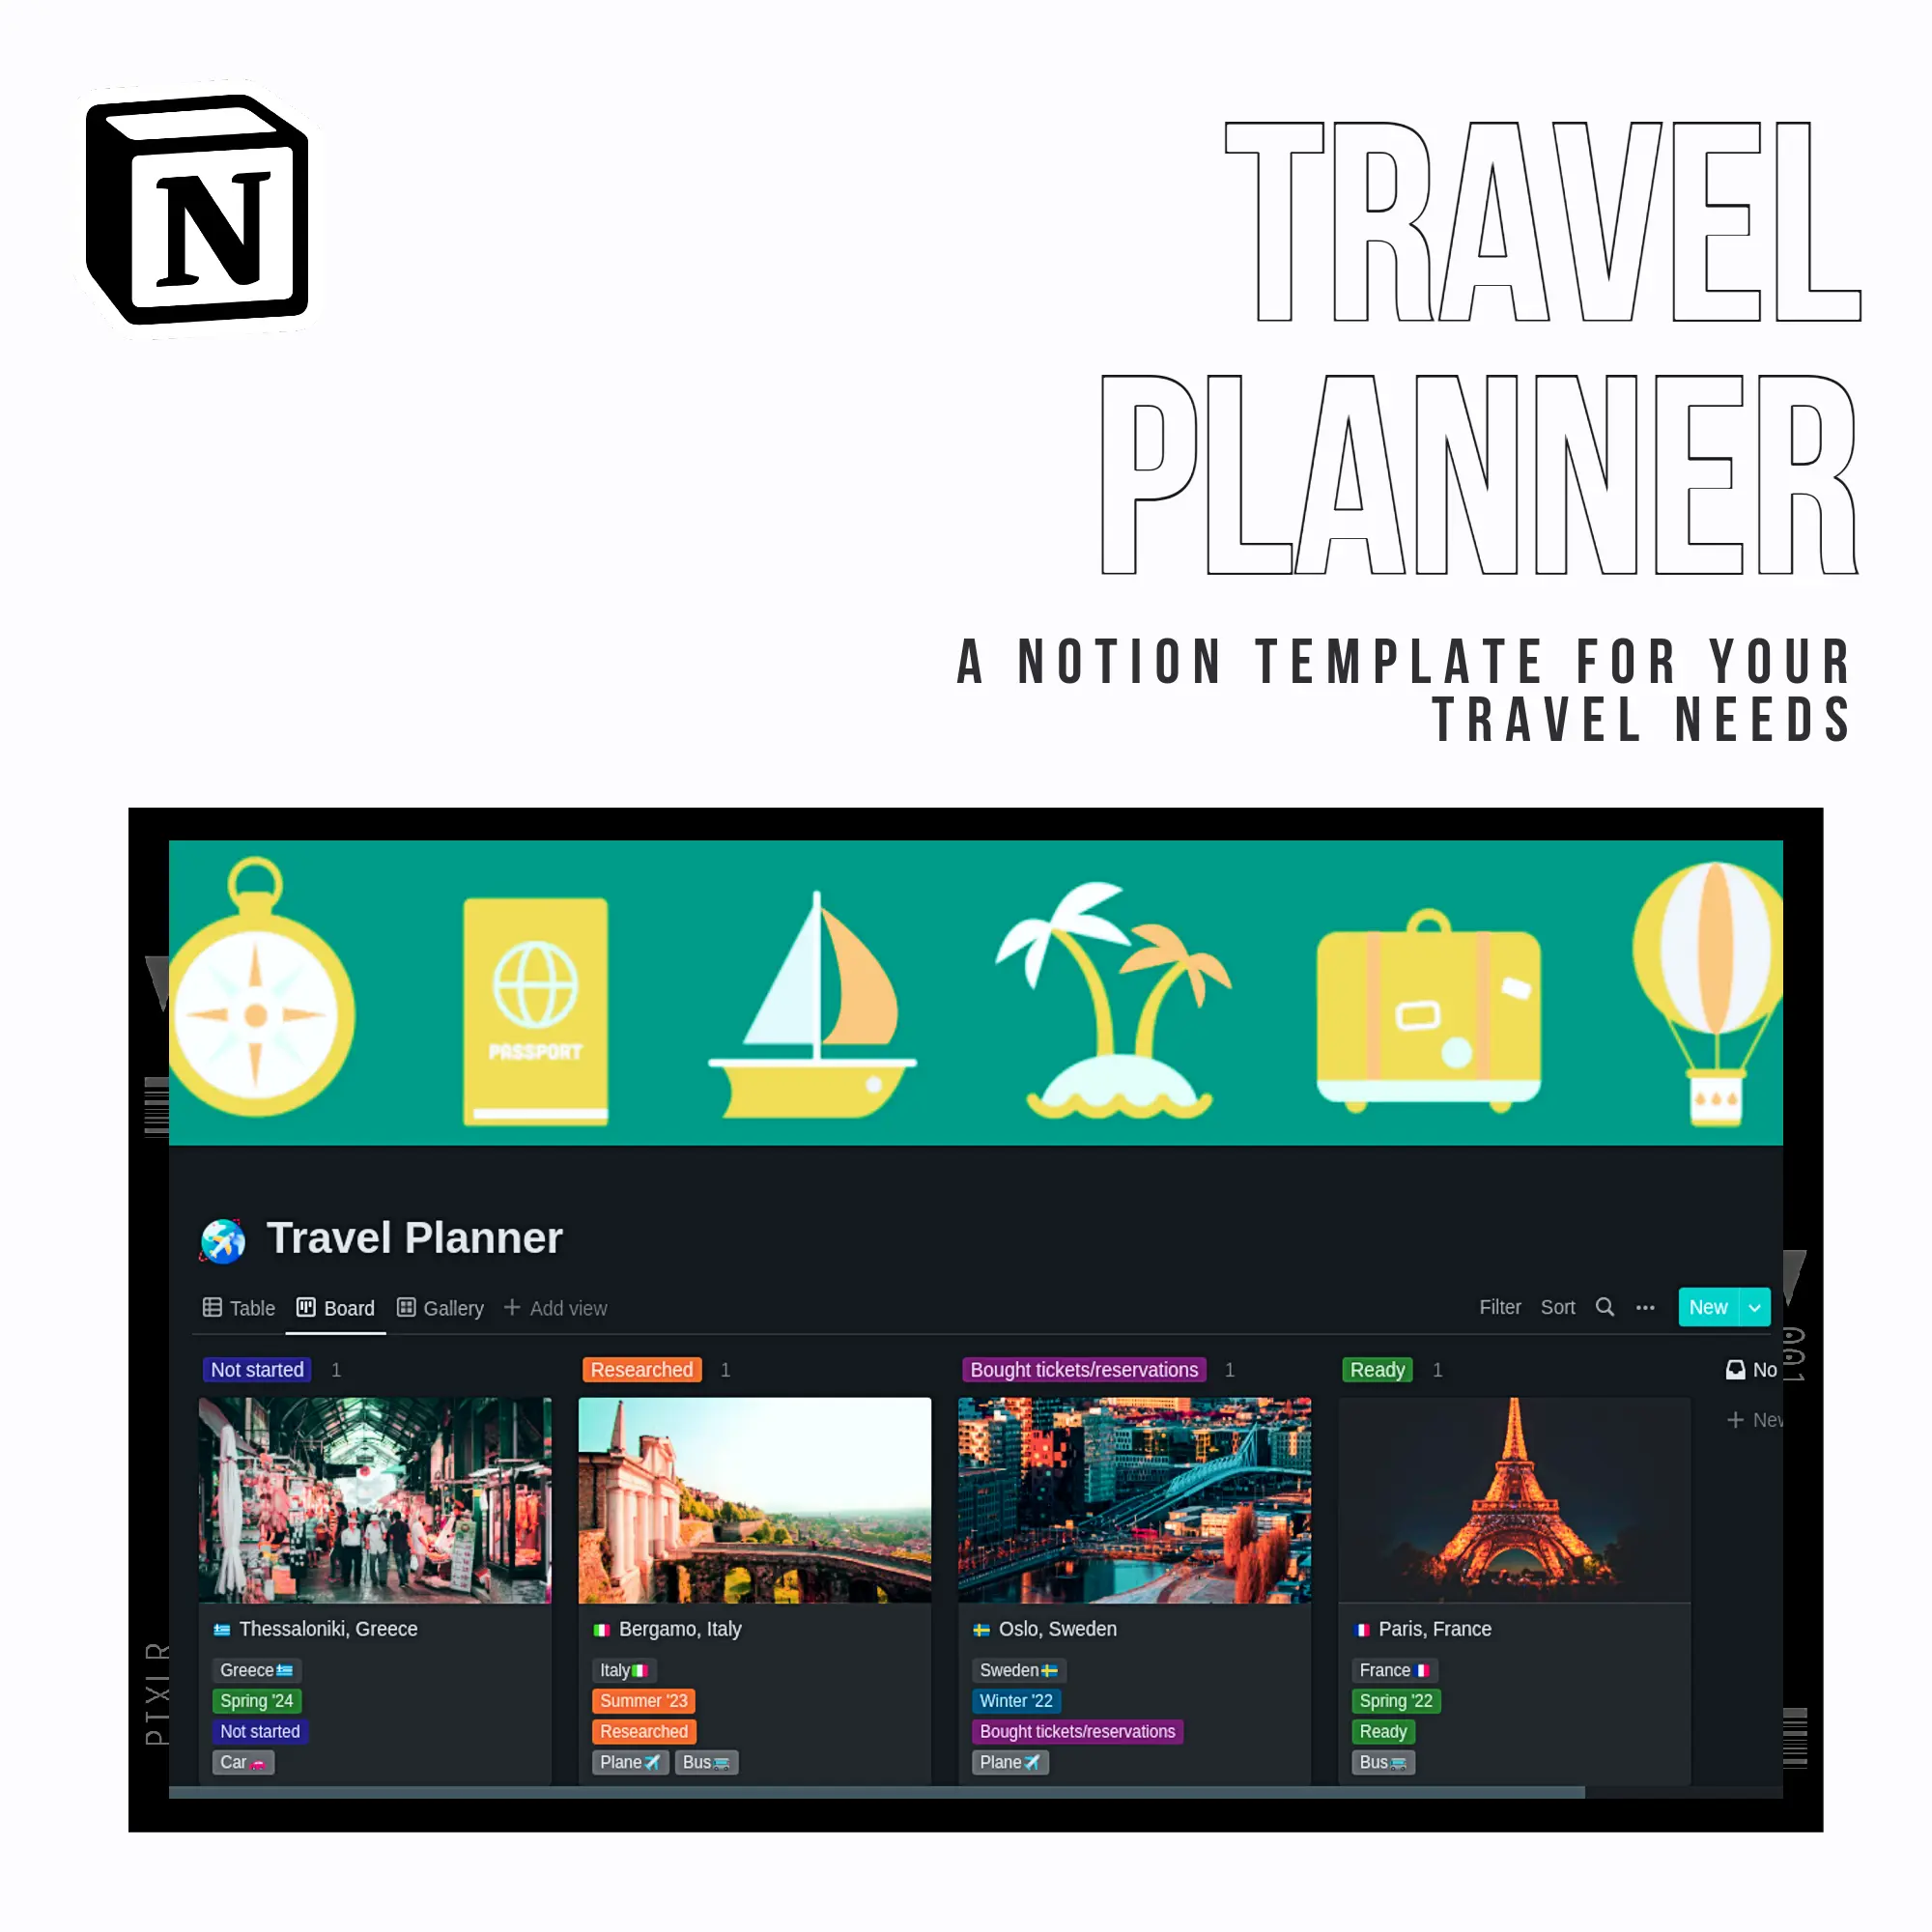 N
TRAVEL
PLANNER
A NOTION TEMPLATE FOR YOUR
TRAVEL NEEDS
PASSPORT
Travel Planner
Table Board Gallery + Add view Filter Sort ••• New
Not started 1 Researched 1 Bought tickets/reservations 1 Ready 1 No
+ New
Thessaloniki, Greece Bergamo, Italy Oslo, Sweden Paris, France
Greece Italy Sweden France
Spring '24 Summer '23 Winter '22 Spring '22
Not started Researched Bought tickets/reservations Ready
Car Plane Bus Plane Bus
PIXIR